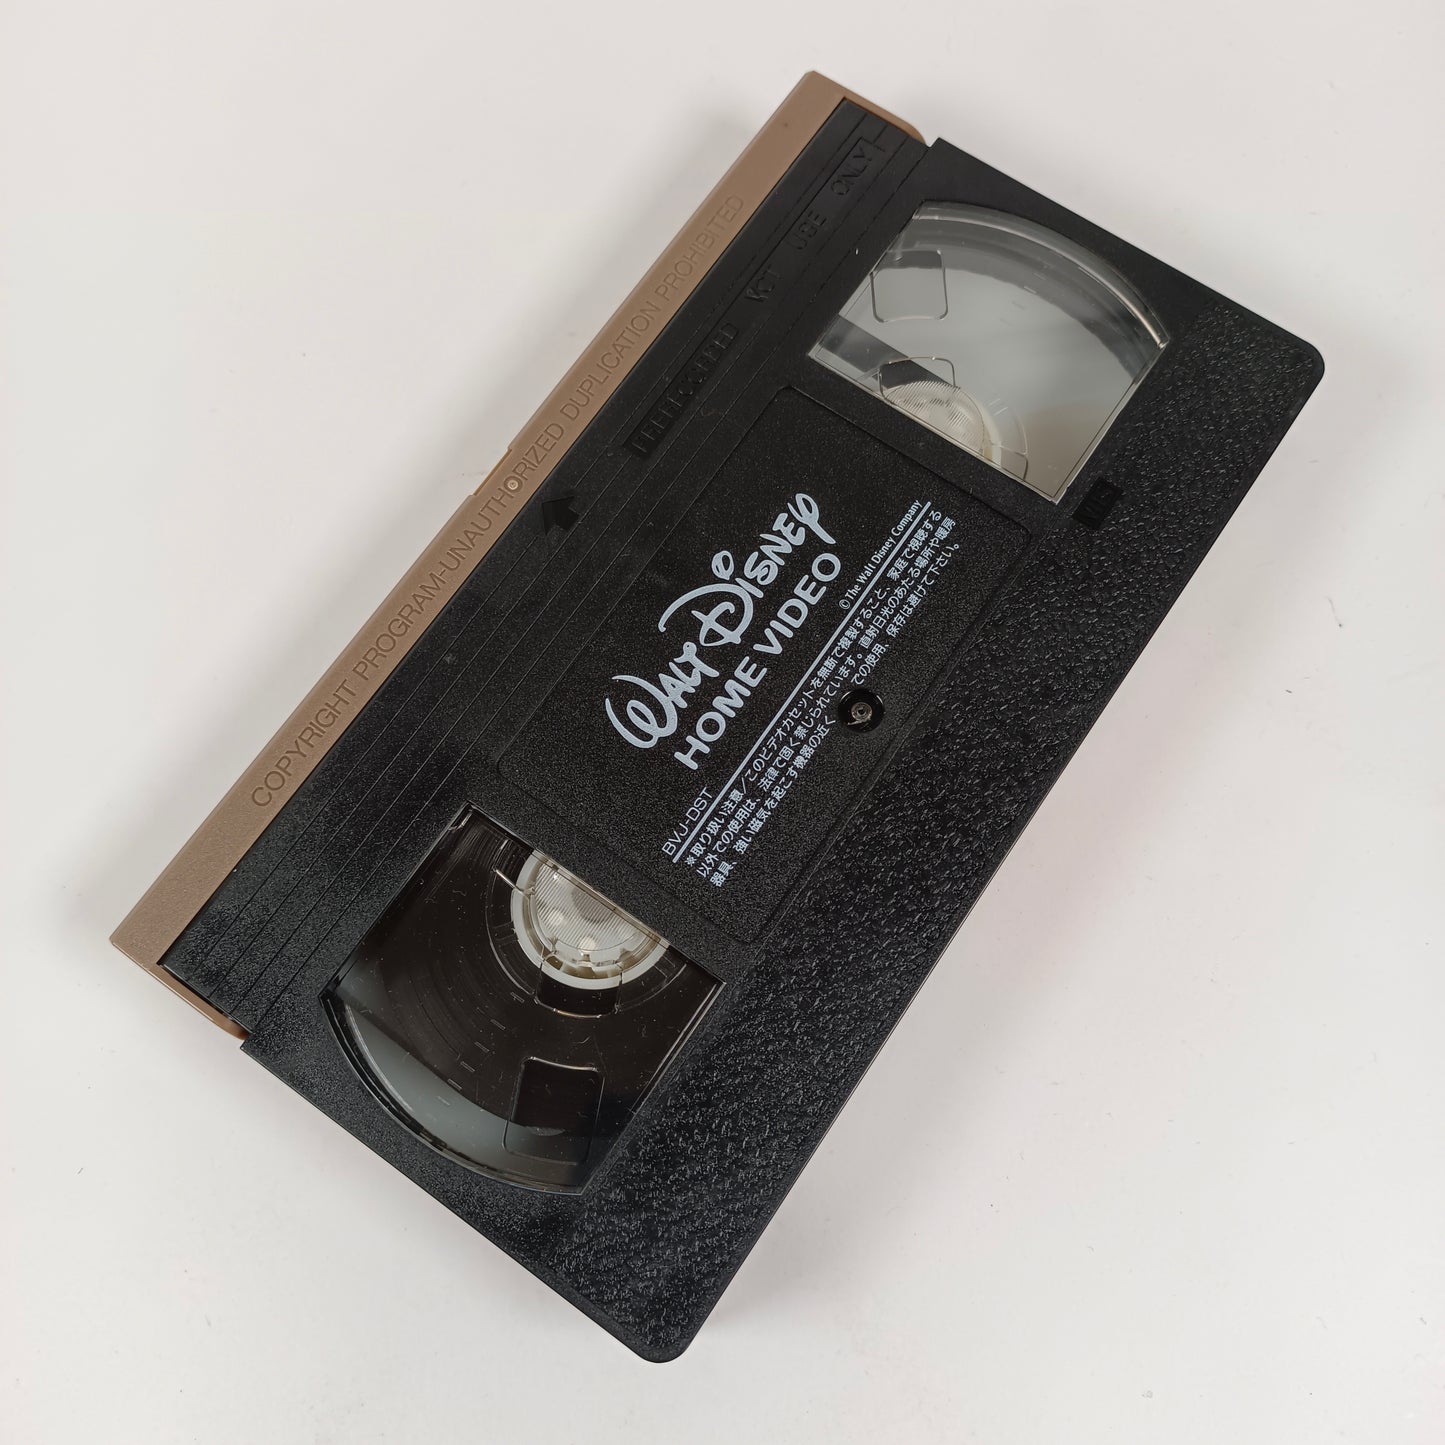 COPYRIGHT PROGRAM-UNAUTHORIZED DUPLICATION PROHIBITED
PRERECORDED VCT USE ONLY
WALT DISNEY
HOME VIDEO
©The Walt Disney Company
BVJ-DST
※取り扱い注意/このビデオカセットを無断で複製すること、家庭で視聴する
以外での使用は、法律で固く禁じられています。直射日光のあたる場所や暖房
器具、強い磁気を起こす機器の近く での使用、保存は避けて下さい。
VHS